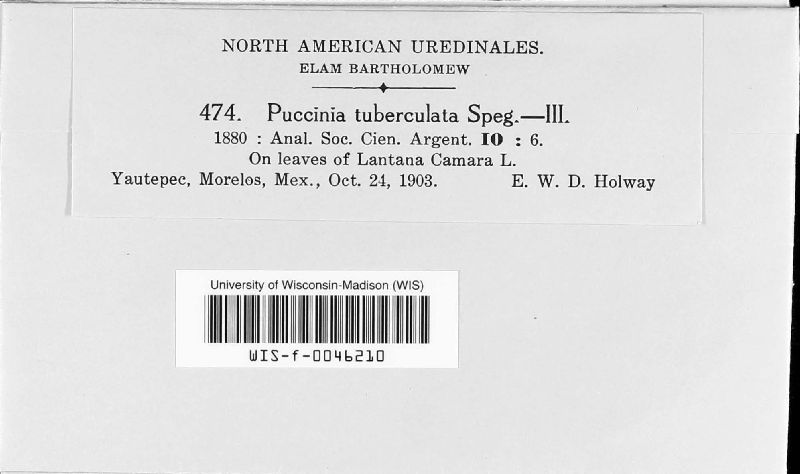 NORTH AMERICAN UREDINALES.
ELAM BARTHOLOMEW
474. Puccinia tuberculata Speg.—III.
1880 : Anal. Soc. Cien. Argent. 10 : 6.
On leaves of Lantana Camara L.
Yautepec, Morelos, Mex., Oct. 24, 1903. E. W. D. Holway
University of Wisconsin-Madison (WIS)
WIS-f-0046210